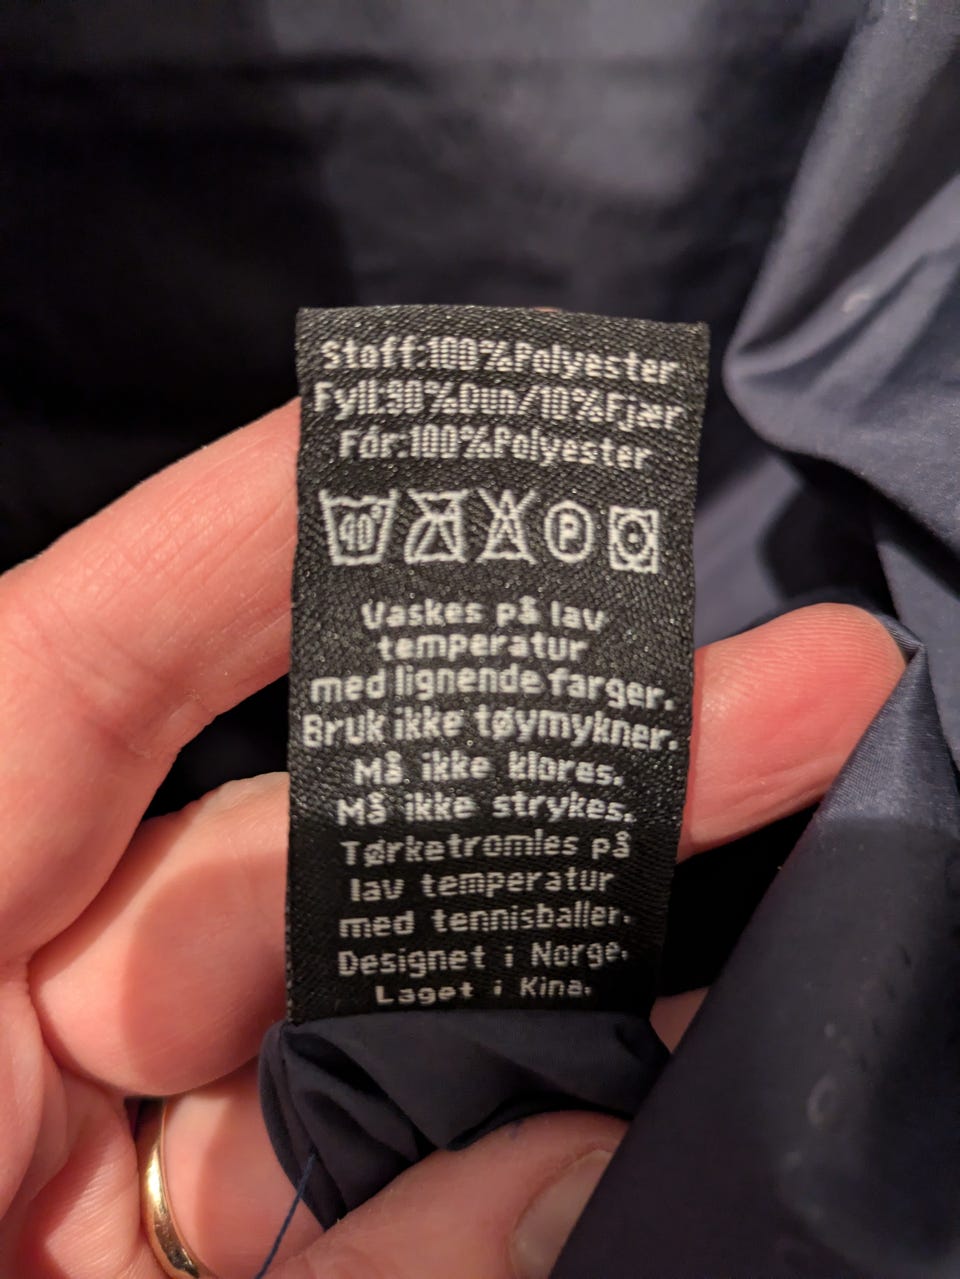 Stoff:100%Polyester
Fyll:90%Dun/10%Fjær
Fór:100%Polyester
40° P
Vaskes på lav
temperatur
med lignende farger.
Bruk ikke tøymykner.
Må ikke klores.
Må ikke strykes.
Tørketromles på
lav temperatur
med tennisballer.
Designet i Norge.
Laget i Kina.